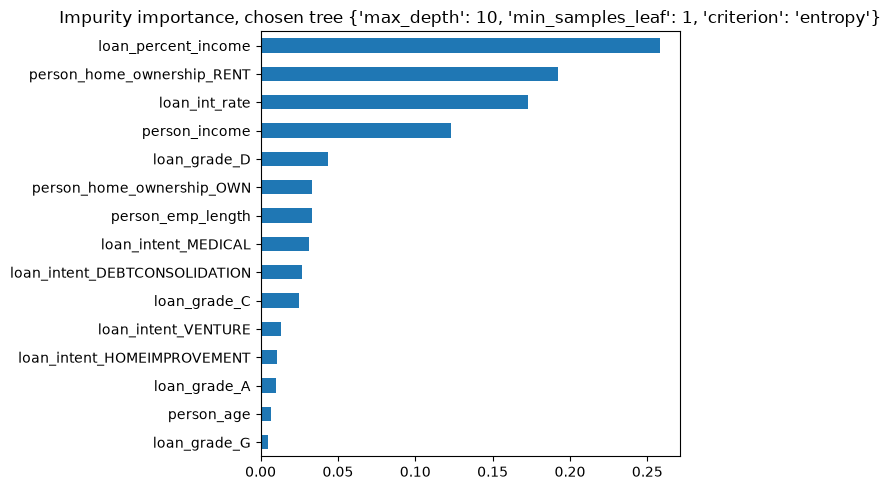 Impurity importance, chosen tree {'max_depth': 10, 'min_samples_leaf': 1, 'criterion': 'entropy'}
loan_percent_income
person_home_ownership_RENT
loan_int_rate
person_income
loan_grade_D
person_home_ownership_OWN
person_emp_length
loan_intent_MEDICAL
loan_intent_DEBTCONSOLIDATION
loan_grade_C
loan_intent_VENTURE
loan_intent_HOMEIMPROVEMENT
loan_grade_A
person_age
loan_grade_G
0.00 0.05 0.10 0.15 0.20 0.25